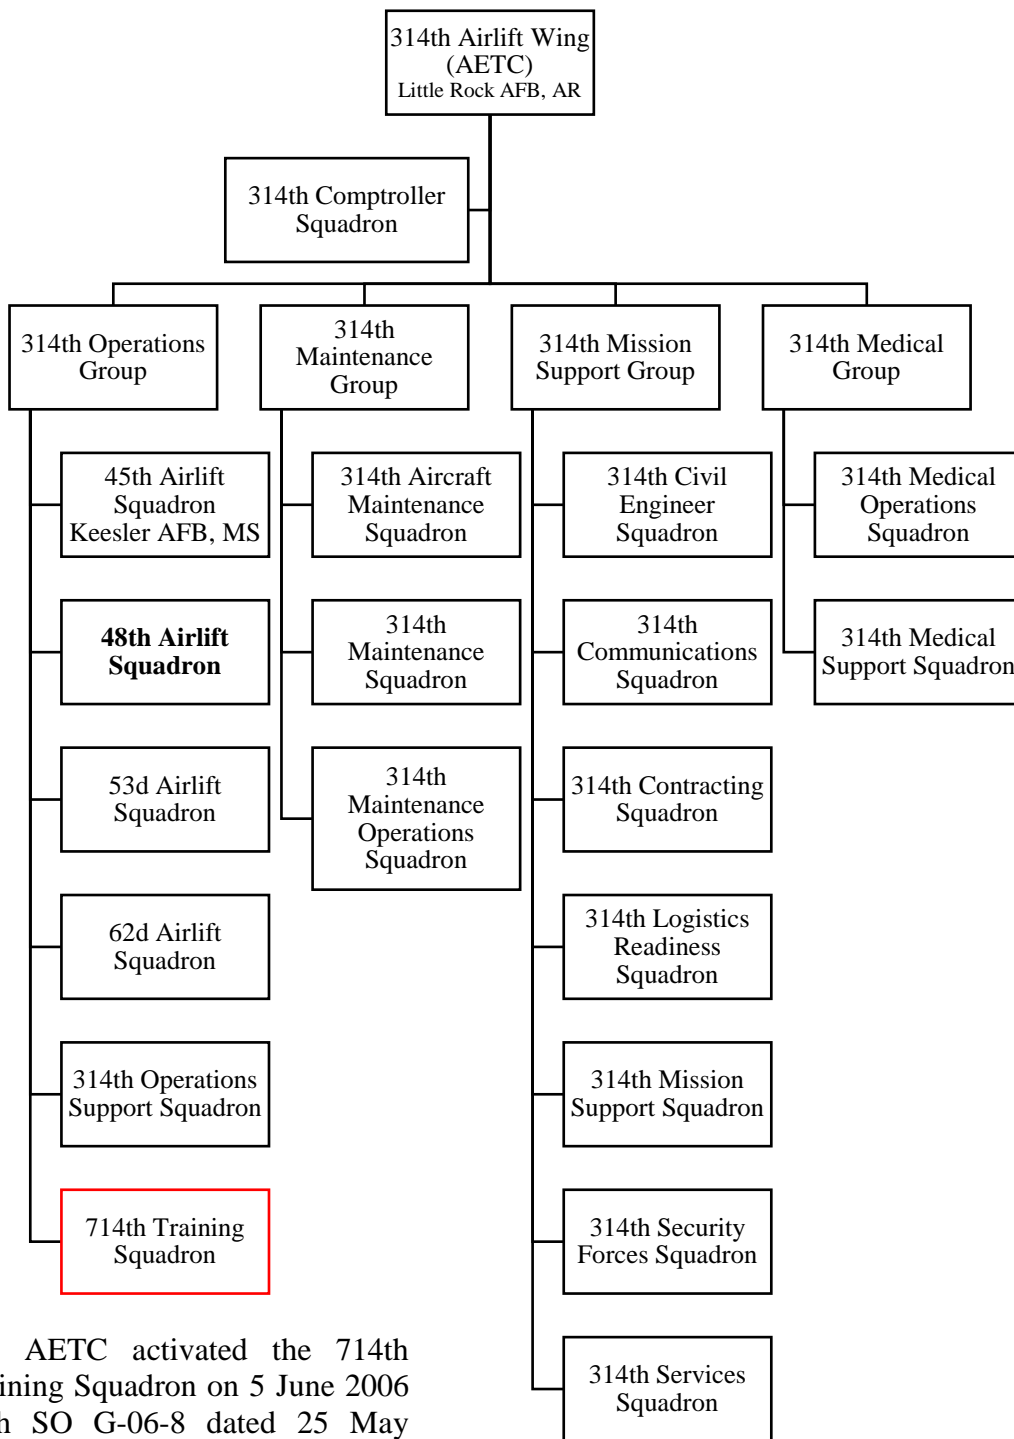 314th Airlift Wing
(AETC)
Little Rock AFB, AR
314th Comptroller
Squadron
314th Operations
Group
314th
Maintenance
Group
314th Mission
Support Group
314th Medical
Group
45th Airlift
Squadron
Keesler AFB, MS
314th Aircraft
Maintenance
Squadron
314th Civil
Engineer
Squadron
314th Medical
Operations
Squadron
48th Airlift
Squadron
314th
Maintenance
Squadron
314th
Communications
Squadron
314th Medical
Support Squadron
53d Airlift
Squadron
314th
Maintenance
Operations
Squadron
314th Contracting
Squadron
62d Airlift
Squadron
314th Logistics
Readiness
Squadron
314th Operations
Support Squadron
314th Mission
Support Squadron
714th Training
Squadron
314th Security
Forces Squadron
314th Services
Squadron
AETC activated the 714th
ining Squadron on 5 June 2006
h SO G-06-8 dated 25 May